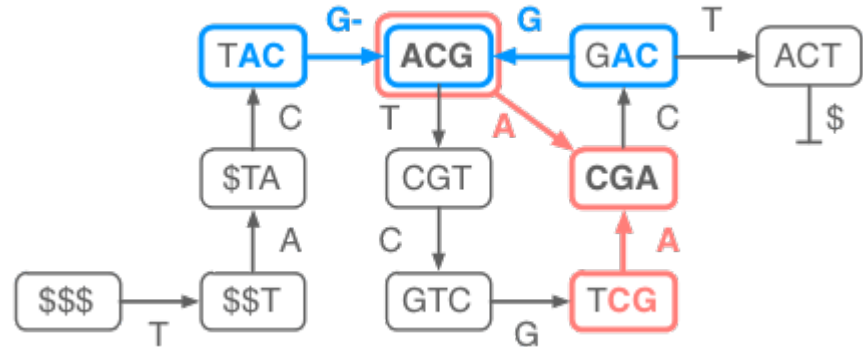 G- G T
TAC ACG GAC ACT
C T A C $
$TA CGT CGA
A C A
$$$ $$T GTC TCG
T G